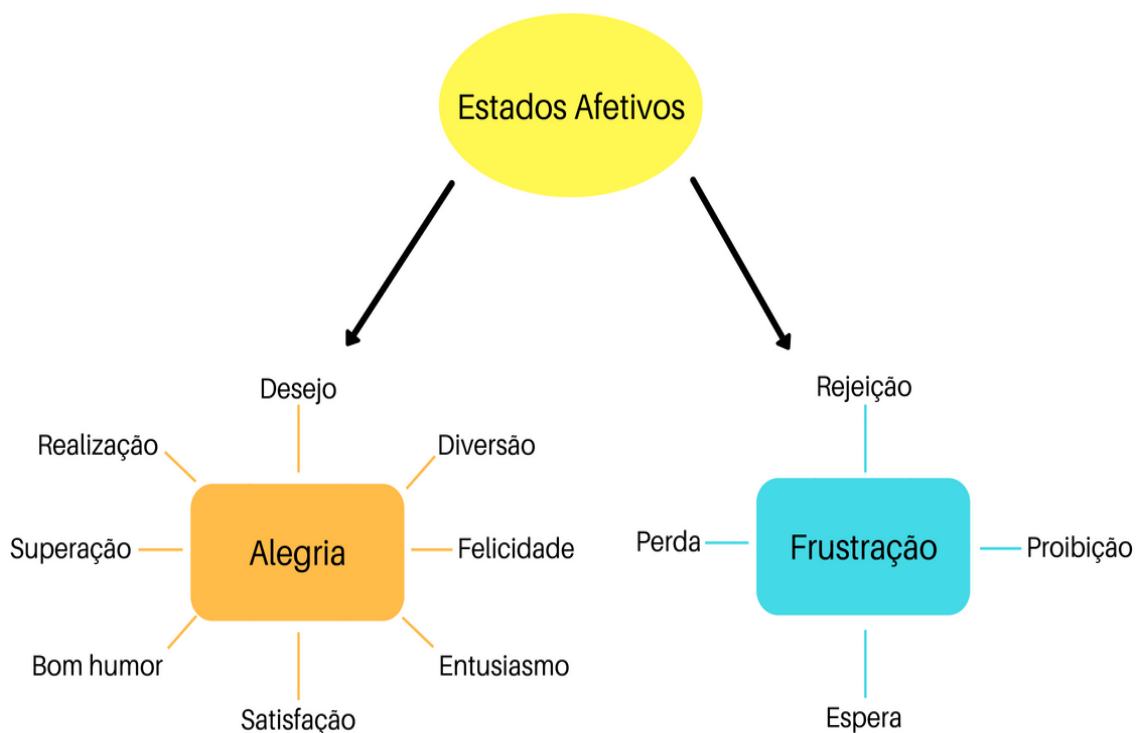 Estados Afetivos
Desejo
Realização
Diversão
Superação
Alegria
Felicidade
Bom humor
Entusiasmo
Satisfação
Rejeição
Perda
Frustração
Proibição
Espera